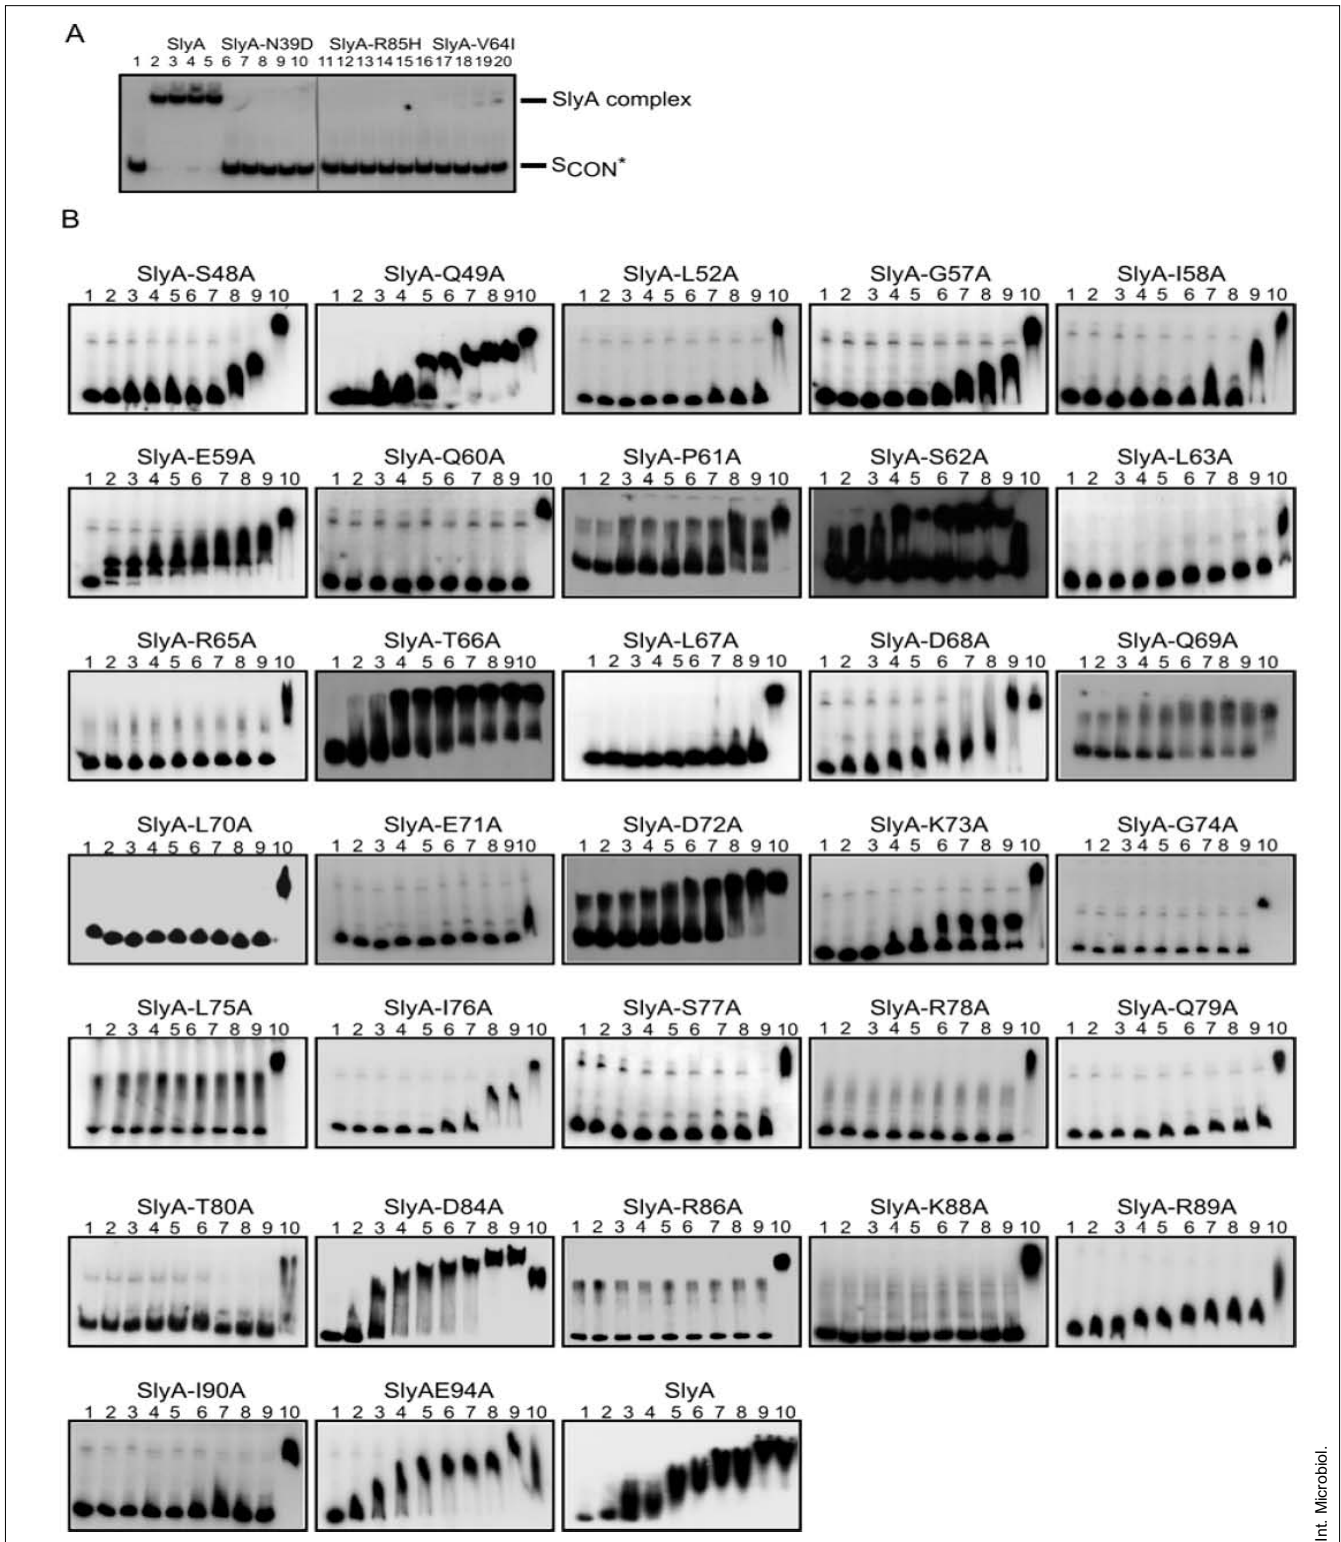 A
SlyA SlyA-N39D SlyA-R85H SlyA-V64I
1 2 3 4 5 6 7 8 9 10 11 12 13 14 15 16 17 18 19 20
SlyA complex
SCON*
B
SlyA-S48A SlyA-Q49A SlyA-L52A SlyA-G57A SlyA-I58A
1 2 3 4 5 6 7 8 9 10 1 2 3 4 5 6 7 8 9 10 1 2 3 4 5 6 7 8 9 10 1 2 3 4 5 6 7 8 9 10 1 2 3 4 5 6 7 8 9 10
SlyA-E59A SlyA-Q60A SlyA-P61A SlyA-S62A SlyA-L63A
1 2 3 4 5 6 7 8 9 10 1 2 3 4 5 6 7 8 9 10 1 2 3 4 5 6 7 8 9 10 1 2 3 4 5 6 7 8 9 10 1 2 3 4 5 6 7 8 9 10
SlyA-R65A SlyA-T66A SlyA-L67A SlyA-D68A SlyA-Q69A
1 2 3 4 5 6 7 8 9 10 1 2 3 4 5 6 7 8 9 10 1 2 3 4 5 6 7 8 9 10 1 2 3 4 5 6 7 8 9 10 1 2 3 4 5 6 7 8 9 10
SlyA-L70A SlyA-E71A SlyA-D72A SlyA-K73A SlyA-G74A
1 2 3 4 5 6 7 8 9 10 1 2 3 4 5 6 7 8 9 10 1 2 3 4 5 6 7 8 9 10 1 2 3 4 5 6 7 8 9 10 1 2 3 4 5 6 7 8 9 10
SlyA-L75A SlyA-I76A SlyA-S77A SlyA-R78A SlyA-Q79A
1 2 3 4 5 6 7 8 9 10 1 2 3 4 5 6 7 8 9 10 1 2 3 4 5 6 7 8 9 10 1 2 3 4 5 6 7 8 9 10 1 2 3 4 5 6 7 8 9 10
SlyA-T80A SlyA-D84A SlyA-R86A SlyA-K88A SlyA-R89A
1 2 3 4 5 6 7 8 9 10 1 2 3 4 5 6 7 8 9 10 1 2 3 4 5 6 7 8 9 10 1 2 3 4 5 6 7 8 9 10 1 2 3 4 5 6 7 8 9 10
SlyA-I90A SlyAE94A SlyA
1 2 3 4 5 6 7 8 9 10 1 2 3 4 5 6 7 8 9 10 1 2 3 4 5 6 7 8 9 10
Int. Microbiol.